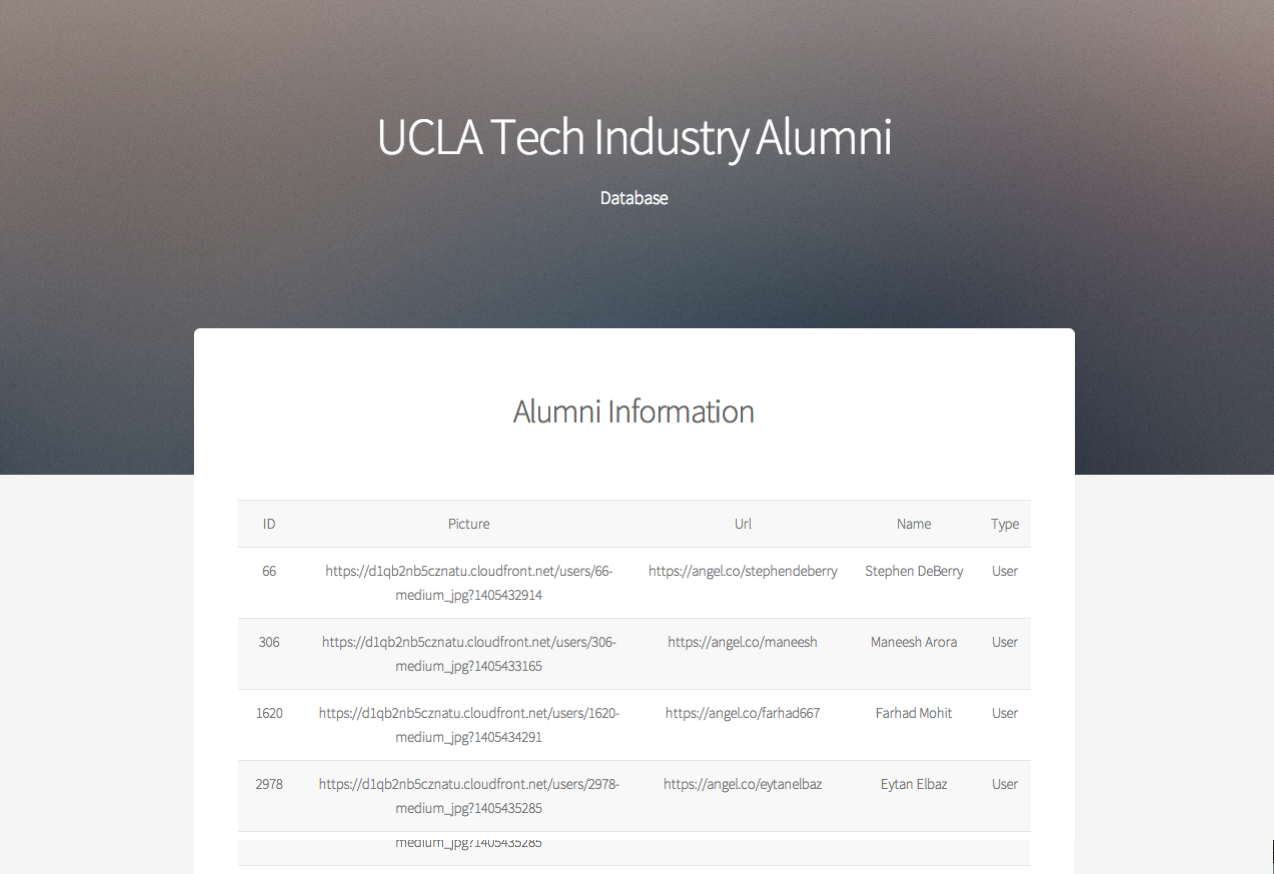 UCLA Tech Industry Alumni
Database
Alumni Information
ID Picture Url Name Type
66 https://d1qb2nb5cznatu.cloudfront.net/users/66- https://angel.co/stephendeberry Stephen DeBerry User
medium_jpg?1405432914
306 https://d1qb2nb5cznatu.cloudfront.net/users/306- https://angel.co/maneesh Maneesh Arora User
medium_jpg?1405433165
1620 https://d1qb2nb5cznatu.cloudfront.net/users/1620- https://angel.co/farhad667 Farhad Mohit User
medium_jpg?1405434291
2978 https://d1qb2nb5cznatu.cloudfront.net/users/2978- https://angel.co/eytanelbaz Eytan Elbaz User
medium_jpg?1405435285
medium_jpg?1405435285